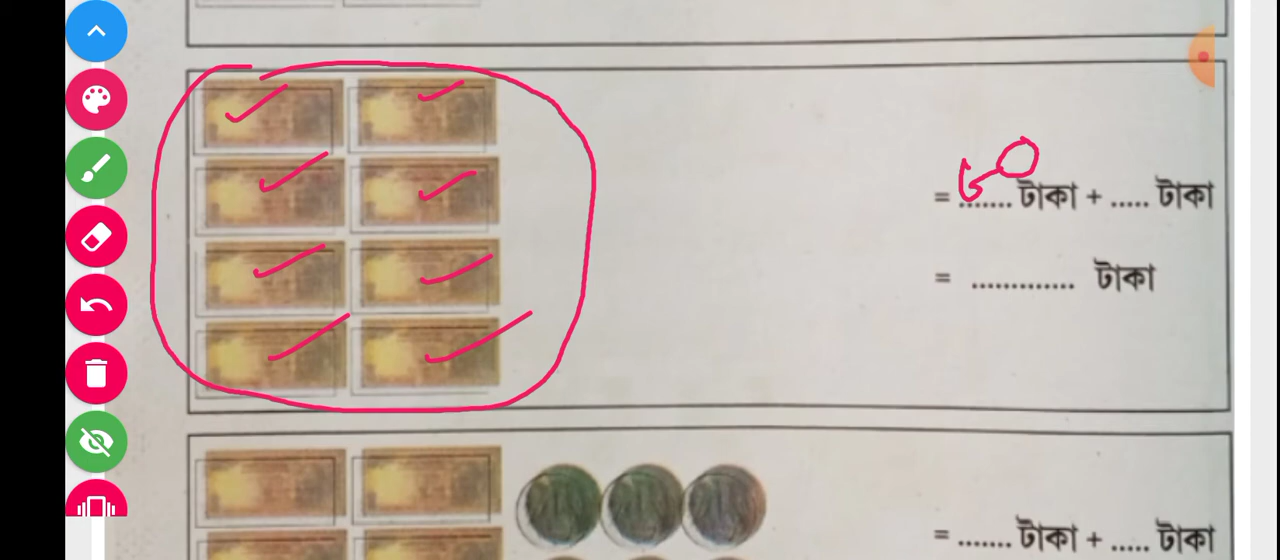 = ৮০ টাকা + ..... টাকা
= ............. টাকা
= ....... টাকা + ..... টাকা